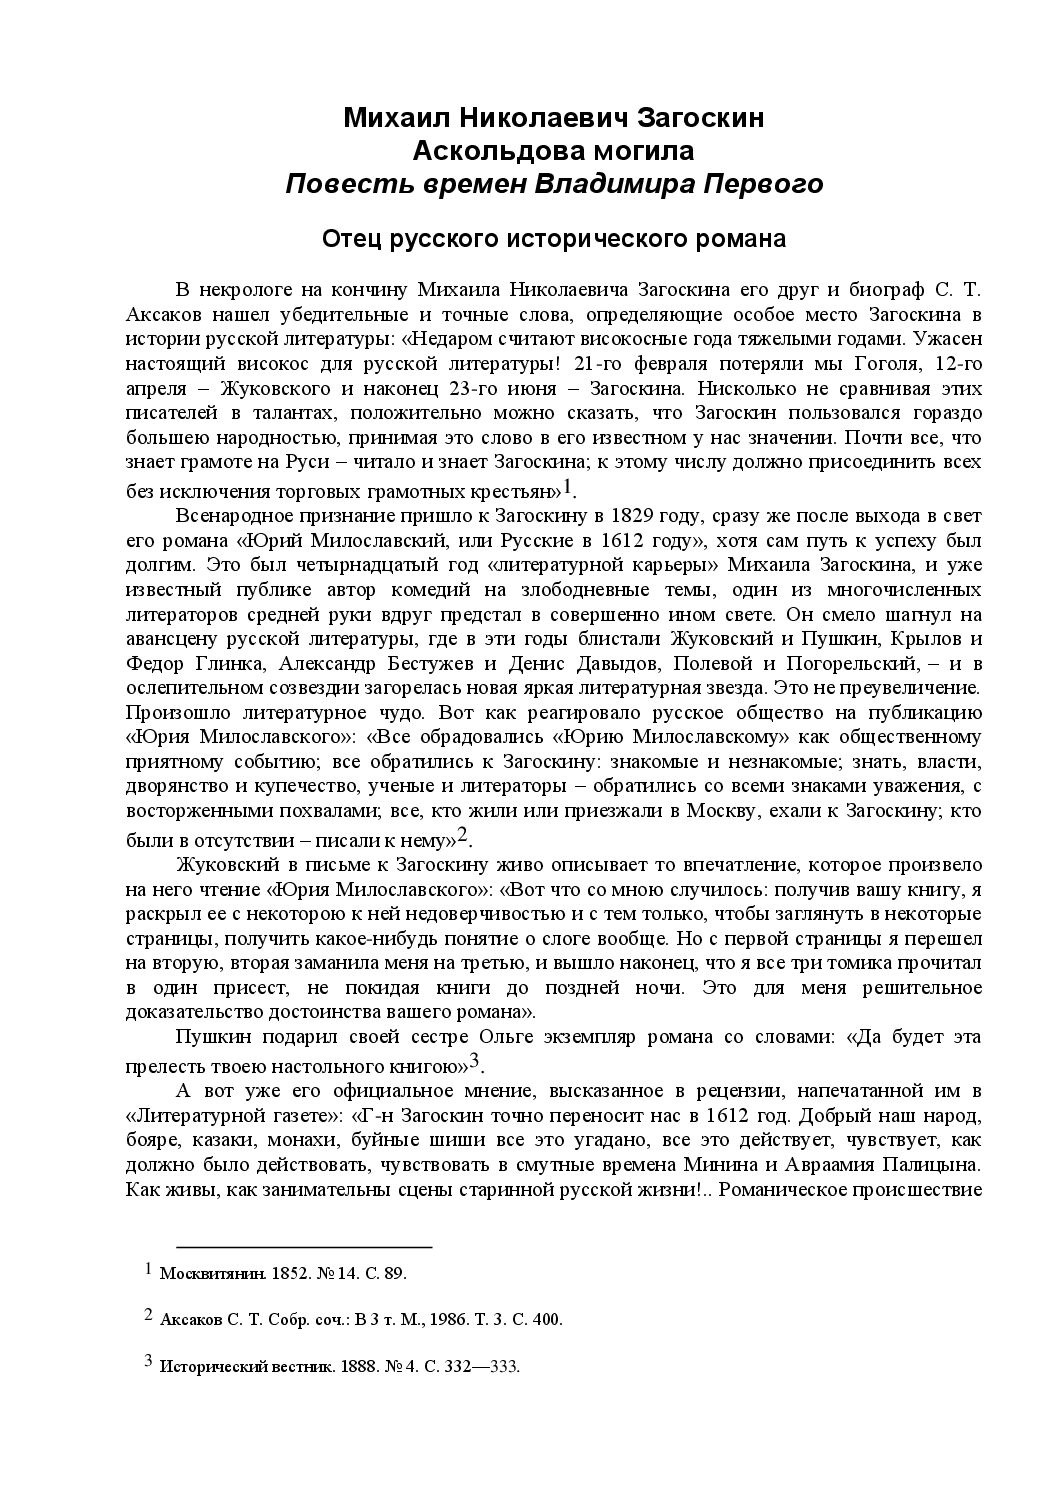 Михаил Николаевич Загоскин
Аскольдова могила
Повесть времен Владимира Первого
Отец русского исторического романа
В некрологе на кончину Михаила Николаевича Загоскина его друг и биограф С. Т.
Аксаков нашел убедительные и точные слова, определяющие особое место Загоскина в
истории русской литературы: «Недаром считают високосные года тяжелыми годами. Ужасен
настоящий високос для русской литературы! 21-го февраля потеряли мы Гоголя, 12-го
апреля – Жуковского и наконец 23-го июня – Загоскина. Нисколько не сравнивая этих
писателей в талантах, положительно можно сказать, что Загоскин пользовался гораздо
большею народностью, принимая это слово в его известном у нас значении. Почти все, что
знает грамоте на Руси – читало и знает Загоскина; к этому числу должно присоединить всех
без исключения торговых грамотных крестьян»1.
Всенародное признание пришло к Загоскину в 1829 году, сразу же после выхода в свет
его романа «Юрий Милославский, или Русские в 1612 году», хотя сам путь к успеху был
долгим. Это был четырнадцатый год «литературной карьеры» Михаила Загоскина, и уже
известный публике автор комедий на злободневные темы, один из многочисленных
литераторов средней руки вдруг предстал в совершенно ином свете. Он смело шагнул на
авансцену русской литературы, где в эти годы блистали Жуковский и Пушкин, Крылов и
Федор Глинка, Александр Бестужев и Денис Давыдов, Полевой и Погорельский, – и в
ослепительном созвездии загорелась новая яркая литературная звезда. Это не преувеличение.
Произошло литературное чудо. Вот как реагировало русское общество на публикацию
«Юрия Милославского»: «Все обрадовались «Юрию Милославскому» как общественному
приятному событию; все обратились к Загоскину: знакомые и незнакомые; знать, власти,
дворянство и купечество, ученые и литераторы – обратились со всеми знаками уважения, с
восторженными похвалами; все, кто жили или приезжали в Москву, ехали к Загоскину; кто
были в отсутствии – писали к нему»2.
Жуковский в письме к Загоскину живо описывает то впечатление, которое произвело
на него чтение «Юрия Милославского»: «Вот что со мною случилось: получив вашу книгу, я
раскрыл ее с некоторою к ней недоверчивостью и с тем только, чтобы заглянуть в некоторые
страницы, получить какое-нибудь понятие о слоге вообще. Но с первой страницы я перешел
на вторую, вторая заманила меня на третью, и вышло наконец, что я все три томика прочитал
в один присест, не покидая книги до поздней ночи. Это для меня решительное
доказательство достоинства вашего романа».
Пушкин подарил своей сестре Ольге экземпляр романа со словами: «Да будет эта
прелесть твоею настольного книгою»3.
А вот уже его официальное мнение, высказанное в рецензии, напечатанной им в
«Литературной газете»: «Г-н Загоскин точно переносит нас в 1612 год. Добрый наш народ,
бояре, казаки, монахи, буйные шиши все это угадано, все это действует, чувствует, как
должно было действовать, чувствовать в смутные времена Минина и Авраамия Палицына.
Как живы, как занимательны сцены старинной русской жизни!.. Романическое происшествие
1 Москвитянин. 1852. № 14. С. 89.
2 Аксаков С. Т. Собр. соч.: В 3 т. М., 1986. Т. 3. С. 400.
3 Исторический вестник. 1888. № 4. С. 332—333.